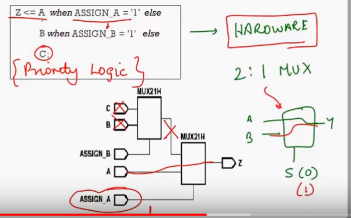 Z <= A when ASSIGN_A = '1' else
B when ASSIGN_B = '1' else
C;
{Priority Logic}
HARDWARE
2:1 MUX
A
B
Y
S (0)
(1)
MUX21H
C
B
MUX21H
ASSIGN_B
A
Z
ASSIGN_A
1